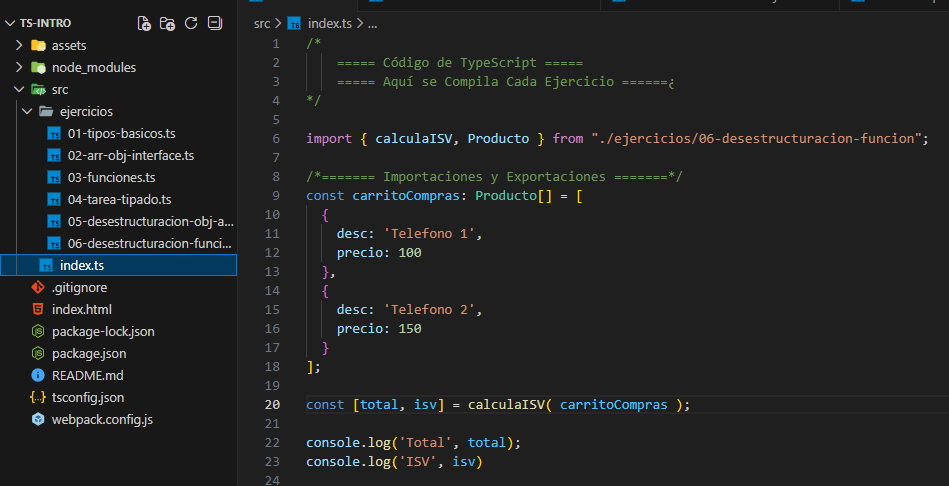 TS-INTRO
assets
node_modules
src
ejercicios
01-tipos-basicos.ts
02-arr-obj-interface.ts
03-funciones.ts
04-tarea-tipado.ts
05-desestructuracion-obj-a...
06-desestructuracion-funci...
index.ts
.gitignore
index.html
package-lock.json
package.json
README.md
tsconfig.json
webpack.config.js
src > TS index.ts > ...
1 /*
2 ===== Código de TypeScript =====
3 ===== Aquí se Compila Cada Ejercicio ======¿
4 */
5
6 import { calculaISV, Producto } from "./ejercicios/06-desestructuracion-funcion";
7
8 /*======= Importaciones y Exportaciones =======*/
9 const carritoCompras: Producto[] = [
10 {
11 desc: 'Telefono 1',
12 precio: 100
13 },
14 {
15 desc: 'Telefono 2',
16 precio: 150
17 }
18 ];
19
20 const [total, isv] = calculaISV( carritoCompras );
21
22 console.log('Total', total);
23 console.log('ISV', isv)
24